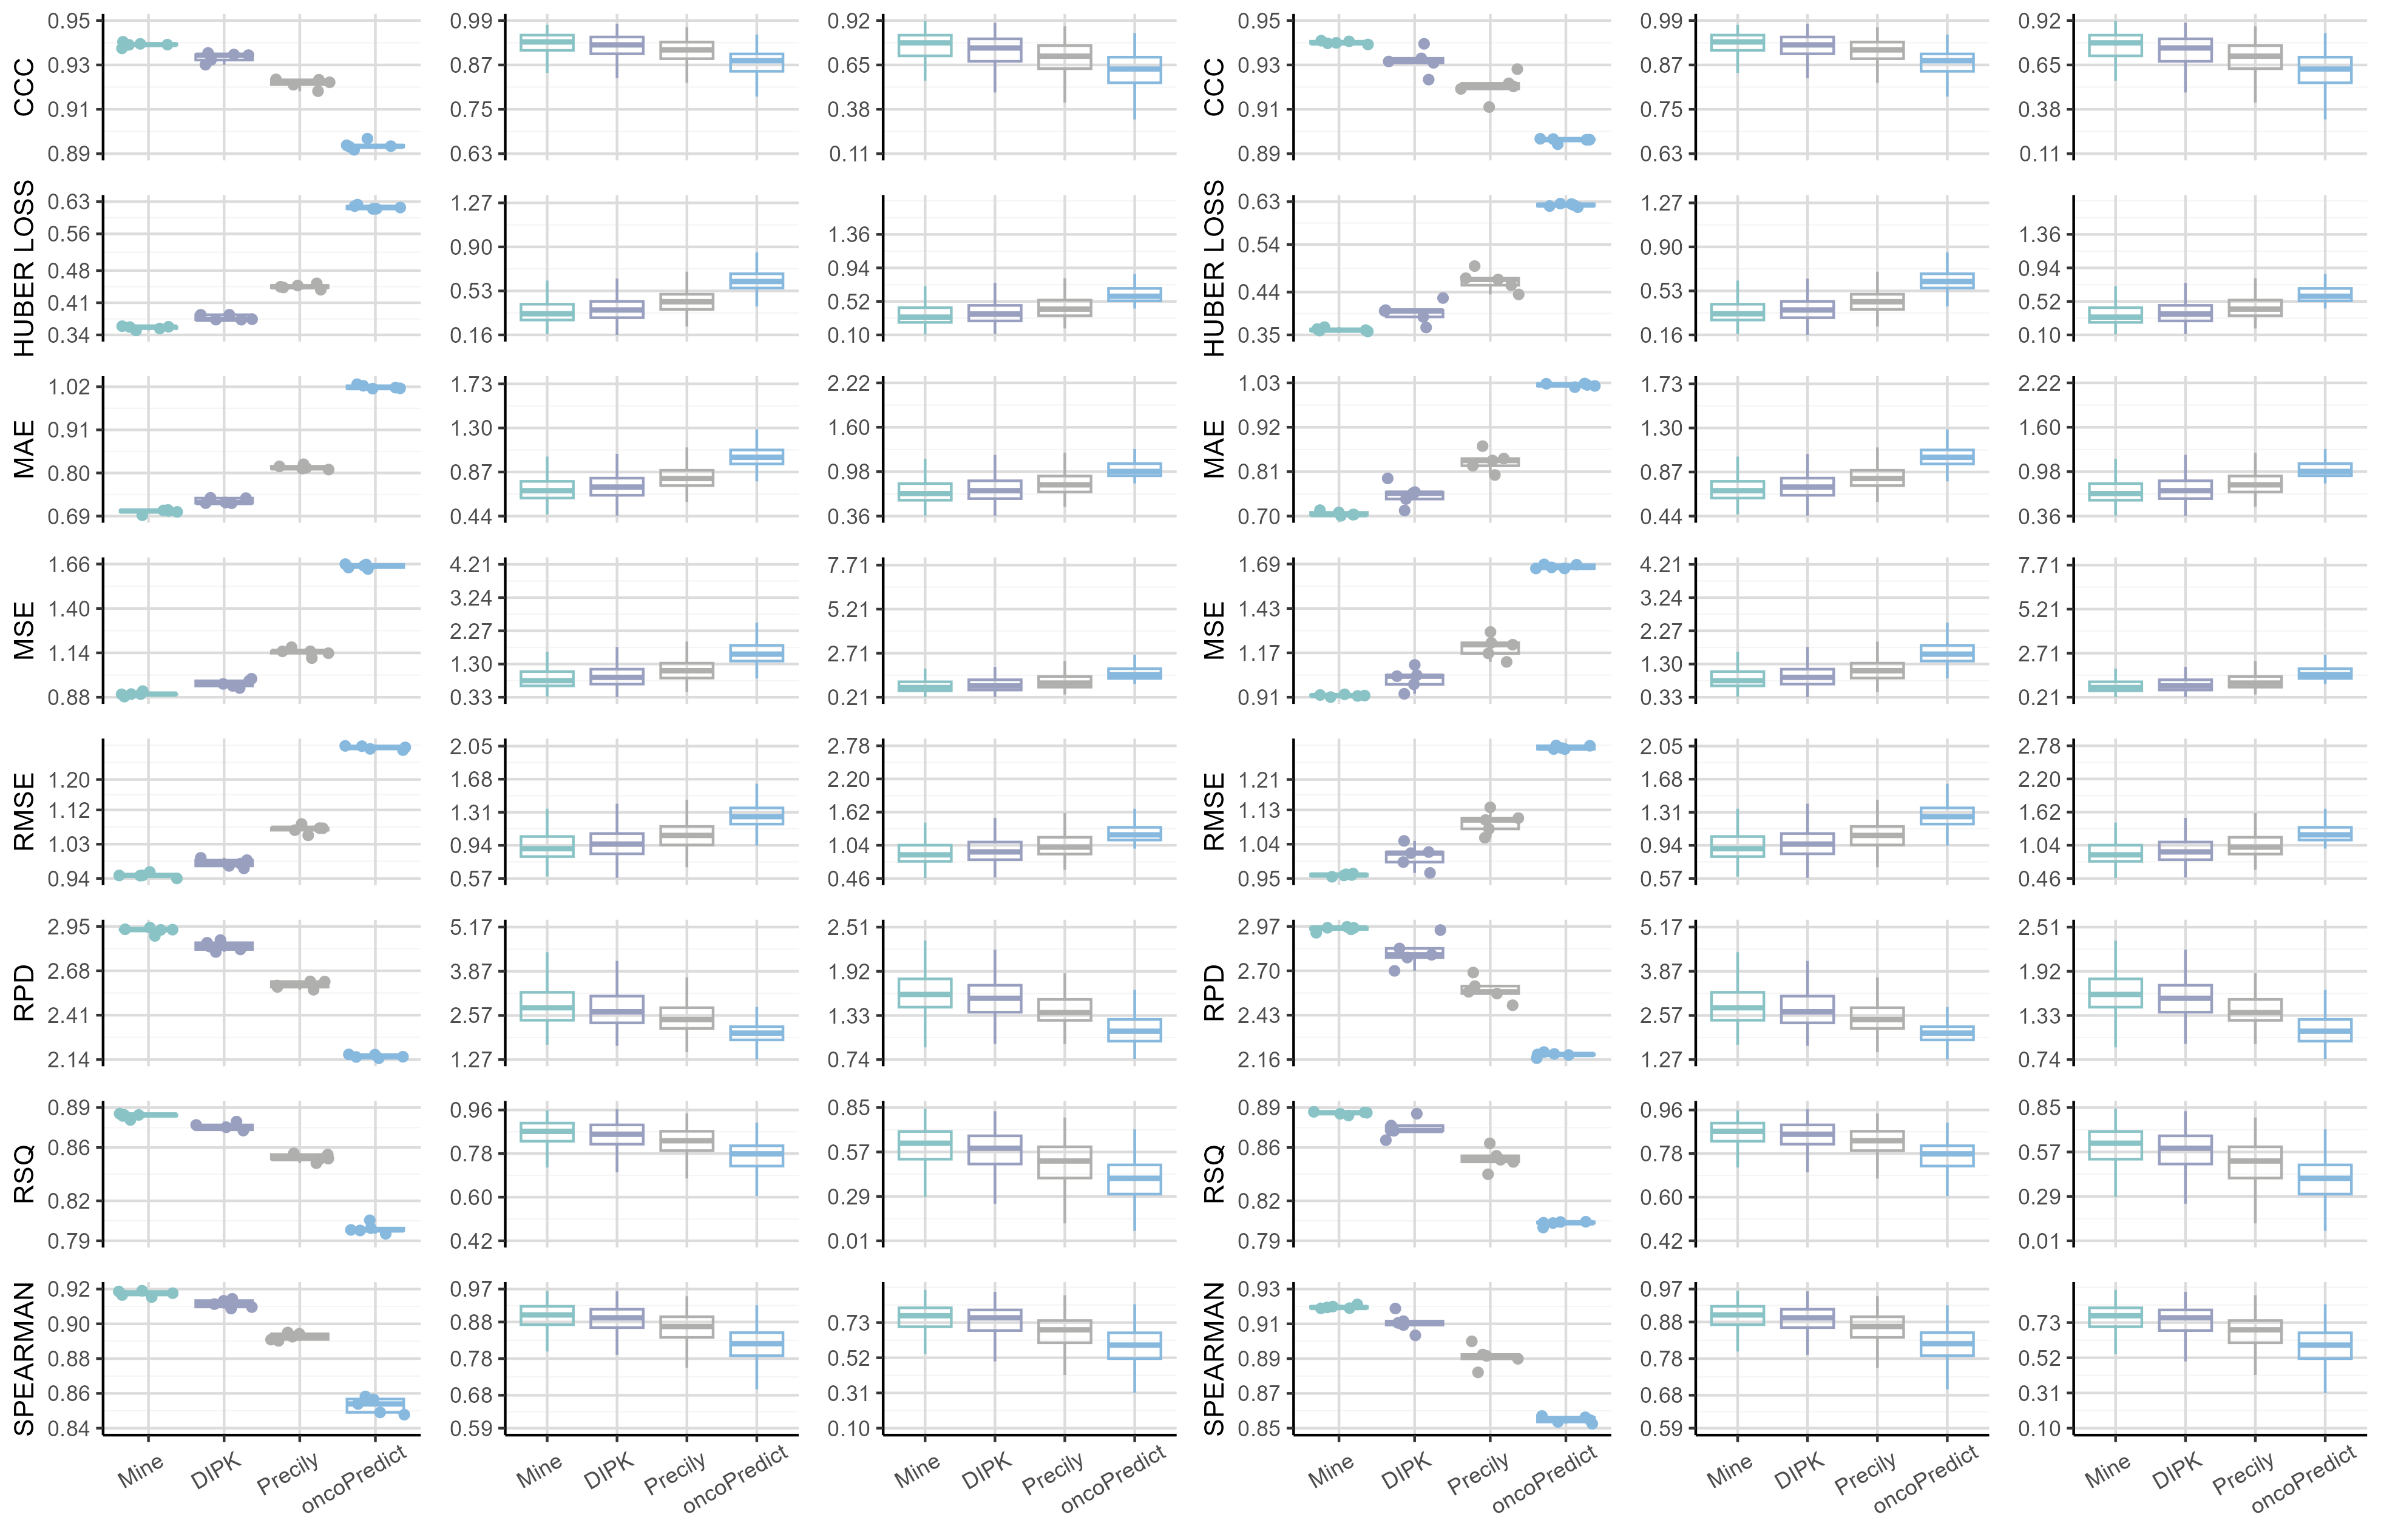 CCC
0.95 0.99 0.92 0.95 0.99 0.92
0.93 0.87 0.65 0.93 0.87 0.65
0.91 0.75 0.38 0.91 0.75 0.38
0.89 0.63 0.11 0.89 0.63 0.11
CCC
HUBER LOSS
0.63 1.27 0.63 1.27
0.56 1.36 1.36
0.90 0.54 0.90
0.48 0.94 0.94
0.53 0.44 0.53
0.41 0.52 0.52
0.34 0.16 0.10 0.35 0.16 0.10
HUBER LOSS
MAE
1.02 1.73 2.22 1.03 1.73 2.22
0.91 1.30 1.60 0.92 1.30 1.60
0.80 0.87 0.98 0.81 0.87 0.98
0.69 0.44 0.36 0.70 0.44 0.36
MAE
MSE
1.66 4.21 7.71 1.69 4.21 7.71
3.24 3.24
1.40 5.21 1.43 5.21
2.27 2.27
1.14 2.71 1.17 2.71
1.30 1.30
0.88 0.33 0.21 0.91 0.33 0.21
MSE
RMSE
2.05 2.78 2.05 2.78
1.20 1.68 2.20 1.21 1.68 2.20
1.12 1.31 1.62 1.13 1.31 1.62
1.03 0.94 1.04 1.04 0.94 1.04
0.94 0.57 0.46 0.95 0.57 0.46
RMSE
RPD
2.95 5.17 2.51 2.97 5.17 2.51
2.68 3.87 1.92 2.70 3.87 1.92
2.41 2.57 1.33 2.43 2.57 1.33
2.14 1.27 0.74 2.16 1.27 0.74
RPD
RSQ
0.89 0.96 0.85 0.89 0.96 0.85
0.86 0.78 0.57 0.86 0.78 0.57
0.82 0.60 0.29 0.82 0.60 0.29
0.79 0.42 0.01 0.79 0.42 0.01
RSQ
SPEARMAN
0.92 0.97 0.93 0.97
0.90 0.88 0.73 0.91 0.88 0.73
0.88 0.78 0.52 0.89 0.78 0.52
0.86 0.68 0.31 0.87 0.68 0.31
0.84 0.59 0.10 0.85 0.59 0.10
SPEARMAN
Mine DIPK Precily oncoPredict Mine DIPK Precily oncoPredict Mine DIPK Precily oncoPredict Mine DIPK Precily oncoPredict Mine DIPK Precily oncoPredict Mine DIPK Precily oncoPredict